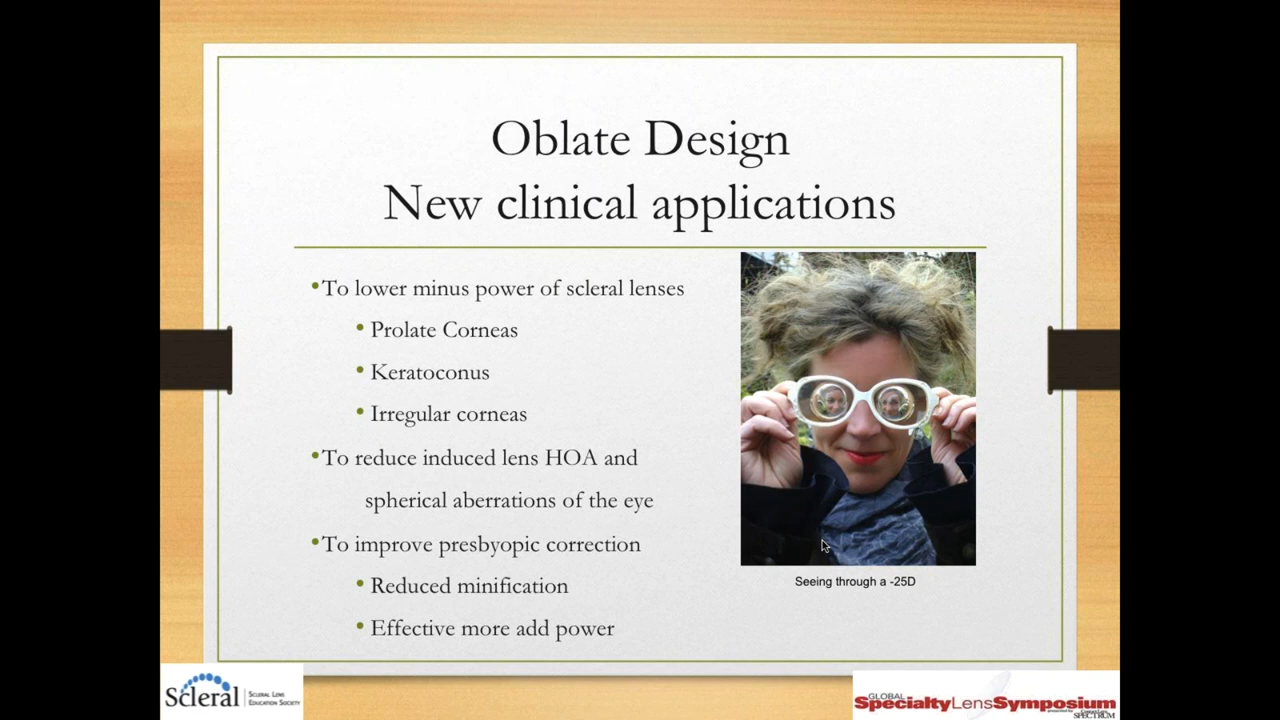 Oblate Design
New clinical applications
•To lower minus power of scleral lenses
• Prolate Corneas
• Keratoconus
• Irregular corneas
•To reduce induced lens HOA and
spherical aberrations of the eye
•To improve presbyopic correction
• Reduced minification
• Effective more add power
Seeing through a -25D
Scleral
SCLERAL LENS
EDUCATION SOCIETY
GLOBAL
SpecialtyLensSymposium
SPECTRUM